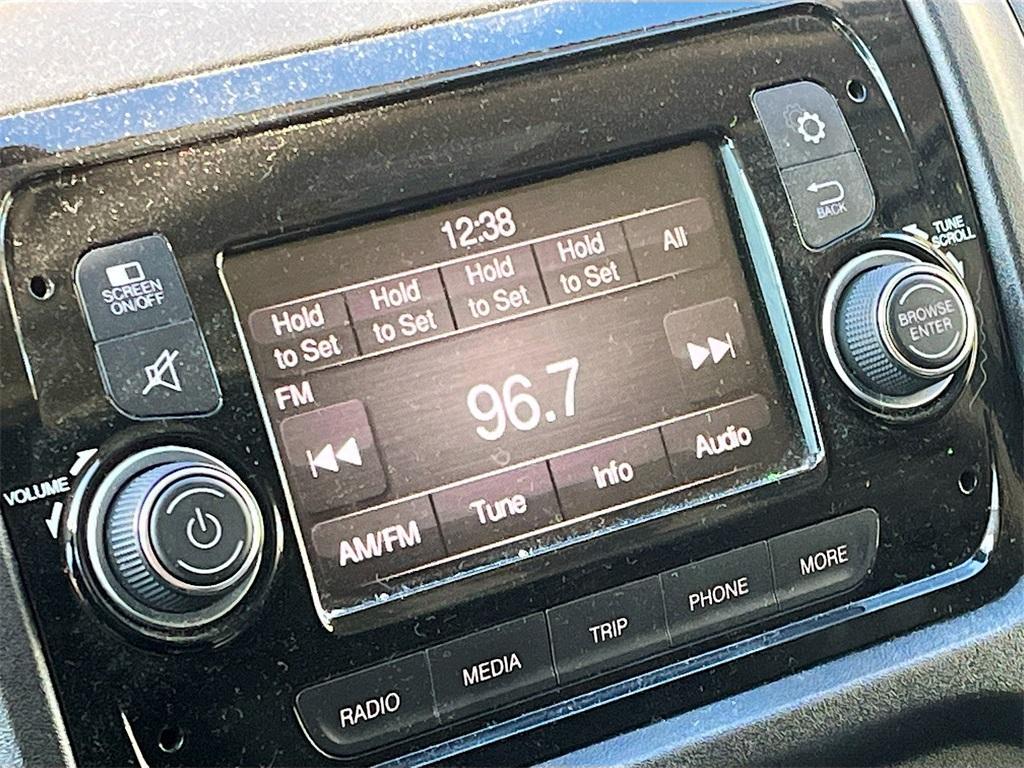 12:38
Hold
to Set
Hold
to Set
Hold
to Set
Hold
to Set
All
FM
96.7
AM/FM
Tune
Info
Audio
SCREEN
ON/OFF
VOLUME
BACK
TUNE
SCROLL
BROWSE
ENTER
RADIO
MEDIA
TRIP
PHONE
MORE